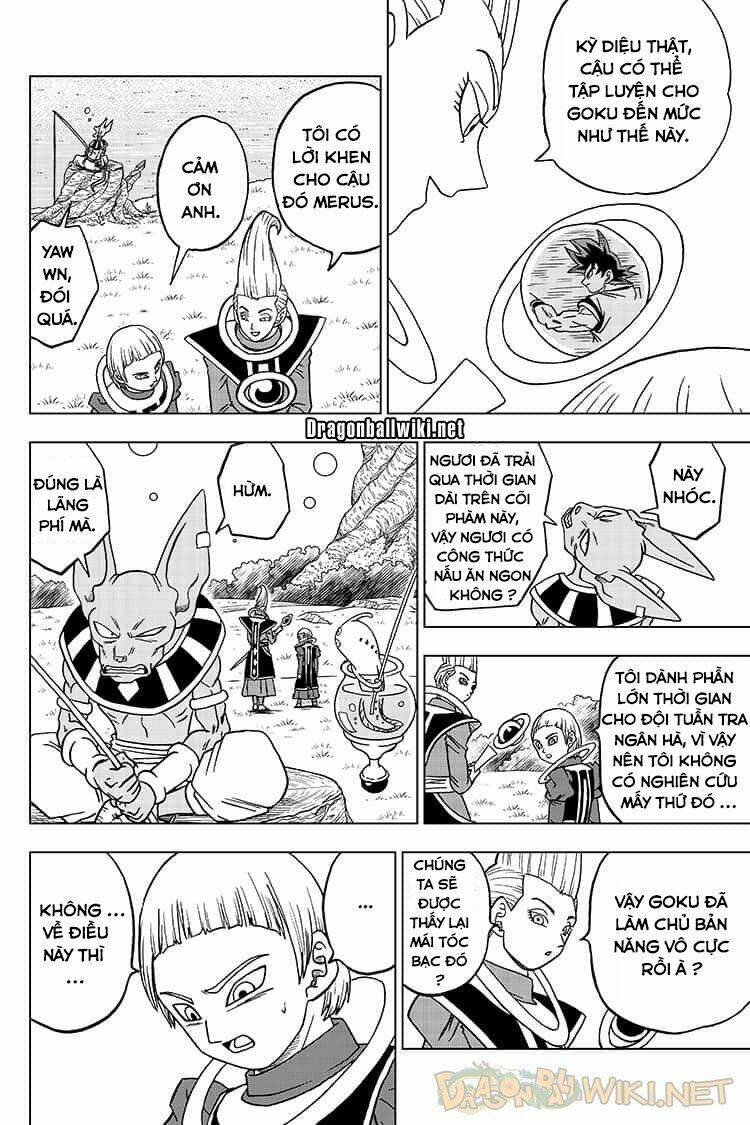 KỲ DIỆU THẬT,
CẬU CÓ THỂ
TẬP LUYỆN CHO
GOKU ĐẾN MỨC
NHƯ THẾ NÀY.
TÔI CÓ
LỜI KHEN
CHO CẬU
ĐÓ MERUS.
CẢM
ƠN
ANH.
YAW
WN,
ĐÓI
QUÁ.
Dragonballwiki.net
NÀY
NHÓC.
NGƯƠI ĐÃ TRẢI
QUA THỜI GIAN
DÀI TRÊN CÕI
PHÀM NÀY,
VẬY NGƯƠI CÓ
CÔNG THỨC
NẤU ĂN NGON
KHÔNG ?
TÔI DÀNH PHẦN
LỚN THỜI GIAN
CHO ĐỘI TUẦN TRA
NGÂN HÀ, VÌ VẬY
NÊN TÔI KHÔNG
CÓ NGHIÊN CỨU
MẤY THỨ ĐÓ ...
HỪM.
ĐÚNG LÀ
LÃNG
PHÍ MÀ.
VẬY GOKU ĐÃ
LÀM CHỦ BẢN
NĂNG VÔ CỰC
RỒI À ?
CHÚNG
TA SẼ
ĐƯỢC
THẤY LẠI
MÁI TÓC
BẠC ĐÓ ?
...
KHÔNG ...
VỀ ĐIỀU
NÀY THÌ
...
DRAGON BALL WIKI.NET